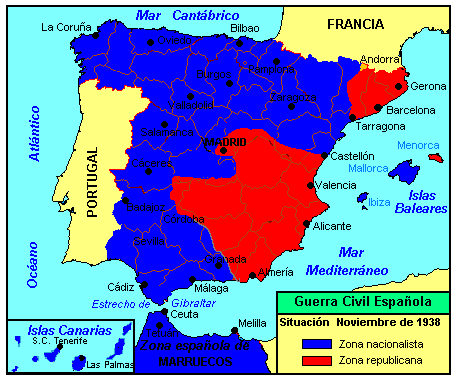 Mar Cantábrico
FRANCIA
La Coruña
Oviedo
Bilbao
Andorra
Burgos
Gerona
Valladolid
Zaragoza
Barcelona
Salamanca
Tarragona
Atlántico
MADRID
Menorca
Castellón
Mallorca
Cáceres
PORTUGAL
Valencia
Ibiza
Islas
Baleares
Badajoz
Córdoba
Alicante
Sevilla
Mar
Mediterráneo
Océano
Granada
Almería
Cádiz
Málaga
Estrecho de
Gibraltar
Guerra Civil Española
Ceuta
Situación Noviembre de 1938
Islas Canarias
Melilla
S.C. Tenerife
Zona nacionalista
Zona española de
MARRUECOS
Las Palmas
Zona republicana